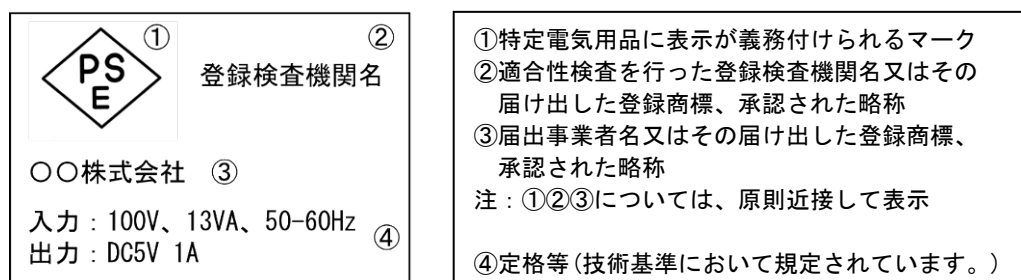 ①
②
PS
E
登録検査機関名
○○株式会社 ③
入力：100V、13VA、50-60Hz
④
出力：DC5V 1A
①特定電気用品に表示が義務付けられるマーク
②適合性検査を行った登録検査機関名又はその
届け出した登録商標、承認された略称
③届出事業者名又はその届け出した登録商標、
承認された略称
注：①②③については、原則近接して表示
④定格等(技術基準において規定されています。)